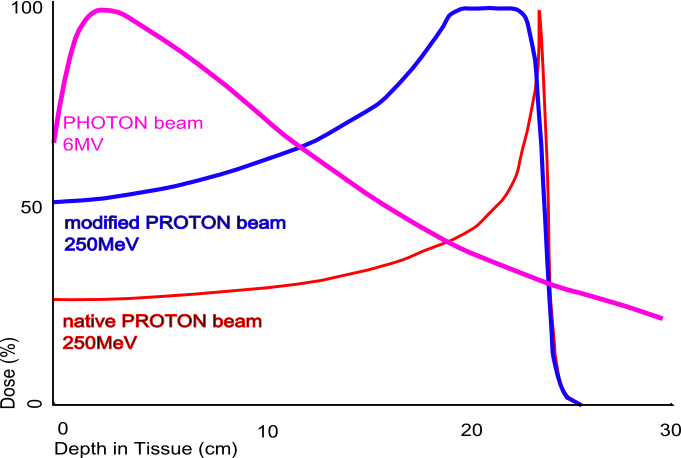 100
PHOTON beam
6MV
50
modified PROTON beam
250MeV
native PROTON beam
250MeV
Dose (%)
0
0
10
20
30
Depth in Tissue (cm)